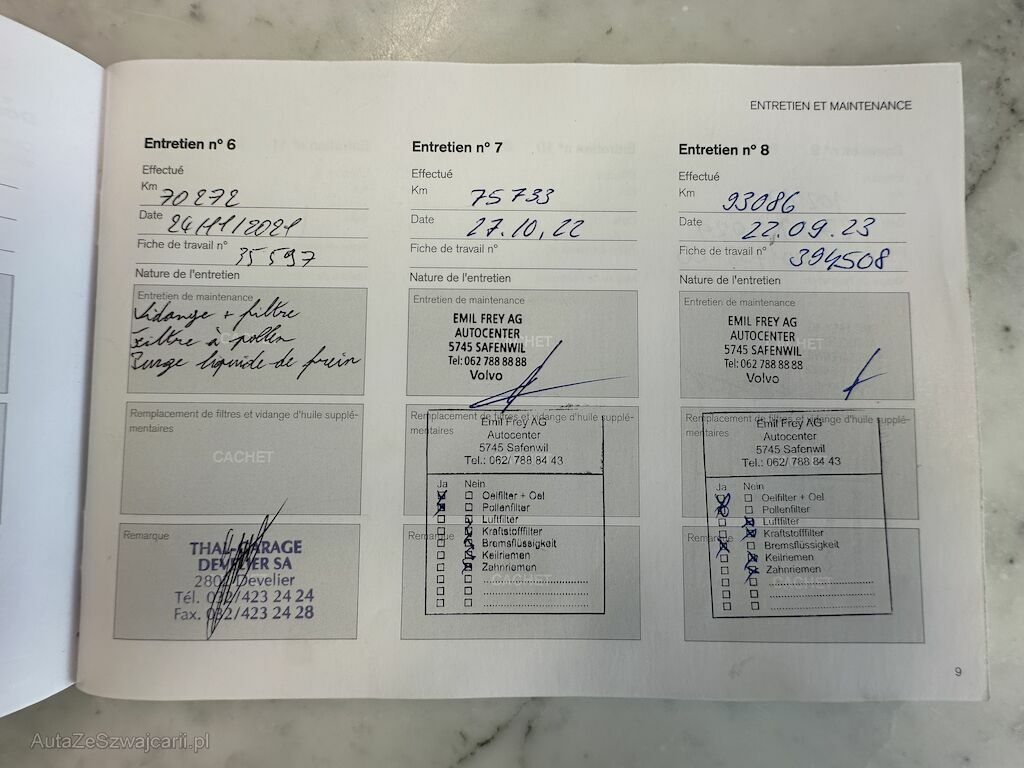 ENTRETIEN ET MAINTENANCE
Entretien n° 6
Effectué
Km 70272
Date 24/11/2021
Fiche de travail n° 35597
Nature de l'entretien
Entretien de maintenance
Vidange + filtre
Filtre à pollen
Purge liquide de frein
Remplacement de filtres et vidange d'huile supplé-
mentaires
CACHET
Remarque
THAL-GARAGE
DEVELIER SA
2802 Develier
Tél. 032/423 24 24
Fax. 032/423 24 28
Entretien n° 7
Effectué
Km 75733
Date 27.10.22
Fiche de travail n°
Nature de l'entretien
Entretien de maintenance
EMIL FREY AG
AUTOCENTER
5745 SAFENWIL
Tel: 062 788 88 88
Volvo
CACHET
Remplacement de filtres et vidange d'huile supplé-
mentaires
Emil Frey AG
Autocenter
5745 Safenwil
Tel.: 062/ 788 84 43
Ja Nein
Oelfilter + Oel
Pollenfilter
Luftfilter
Kraftstofffilter
Bremsflüssigkeit
Keilriemen
Zahnriemen
Remarque
CACHET
Entretien n° 8
Effectué
Km 93086
Date 22.09.23
Fiche de travail n° 394508
Nature de l'entretien
Entretien de maintenance
EMIL FREY AG
AUTOCENTER
5745 SAFENWIL
Tel: 062 788 88 88
Volvo
Remplacement de filtres et vidange d'huile supplé-
mentaires
Emil Frey AG
Autocenter
5745 Safenwil
Tel.: 062/ 788 84 43
Ja Nein
Oelfilter + Oel
Pollenfilter
Luftfilter
Kraftstofffilter
Bremsflüssigkeit
Keilriemen
Zahnriemen
CACHET
9
AutaZeSzwajcarii.pl